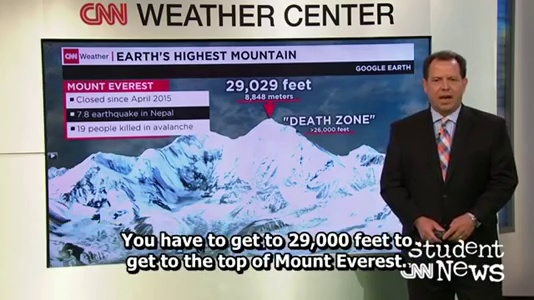 CNN WEATHER CENTER
CNN Weather | EARTH'S HIGHEST MOUNTAIN
GOOGLE EARTH
MOUNT EVEREST
Closed since April 2015
7.8 earthquake in Nepal
19 people killed in avalanche
29,029 feet
8,848 meters
"DEATH ZONE"
>26,000 feet
You have to get to 29,000 feet to
get to the top of Mount Everest.
Student
CNN NEWS